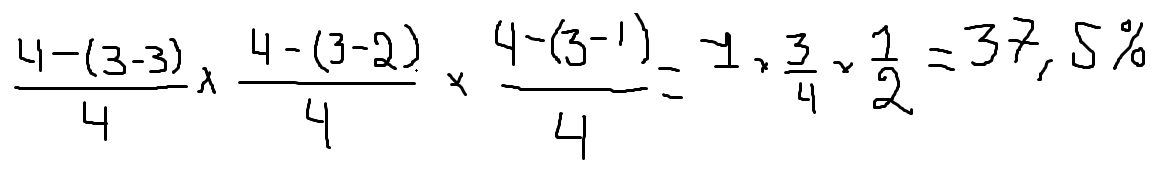 4-(3-3)/4 × 4-(3-2)/4 × 4-(3-1)/4 = 1 × 3/4 × 1/2 = 37,5%